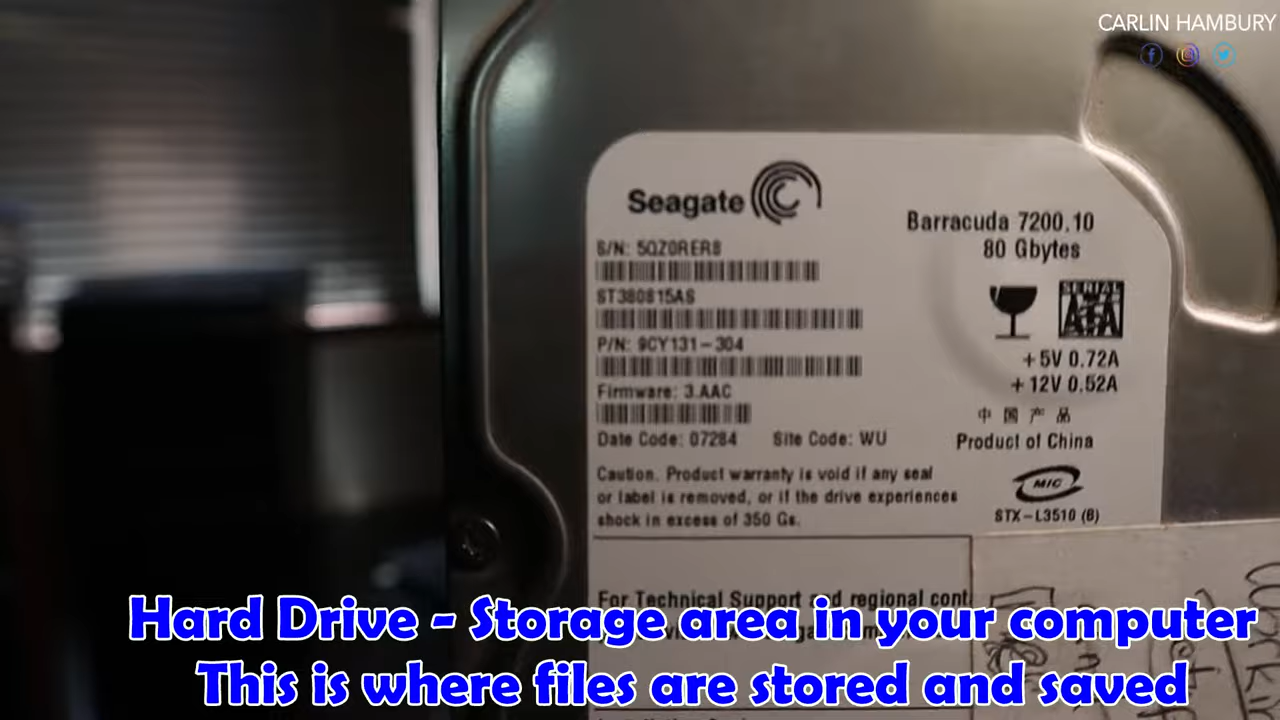 CARLIN HAMBURY
Seagate
Barracuda 7200.10
80 Gbytes
S/N: 5QZ0RER8
ST380815AS
SERIAL
ATA
P/N: 9CY131-304
+5V 0.72A
+12V 0.52A
Firmware: 3.AAC
中国产品
Date Code: 07284 Site Code: WU
Product of China
Caution. Product warranty is void if any seal
or label is removed, or if the drive experiences
shock in excess of 350 Gs.
MIC
STX-L3510 (B)
For Technical Support and regional cont
Hard Drive - Storage area in your computer
This is where files are stored and saved